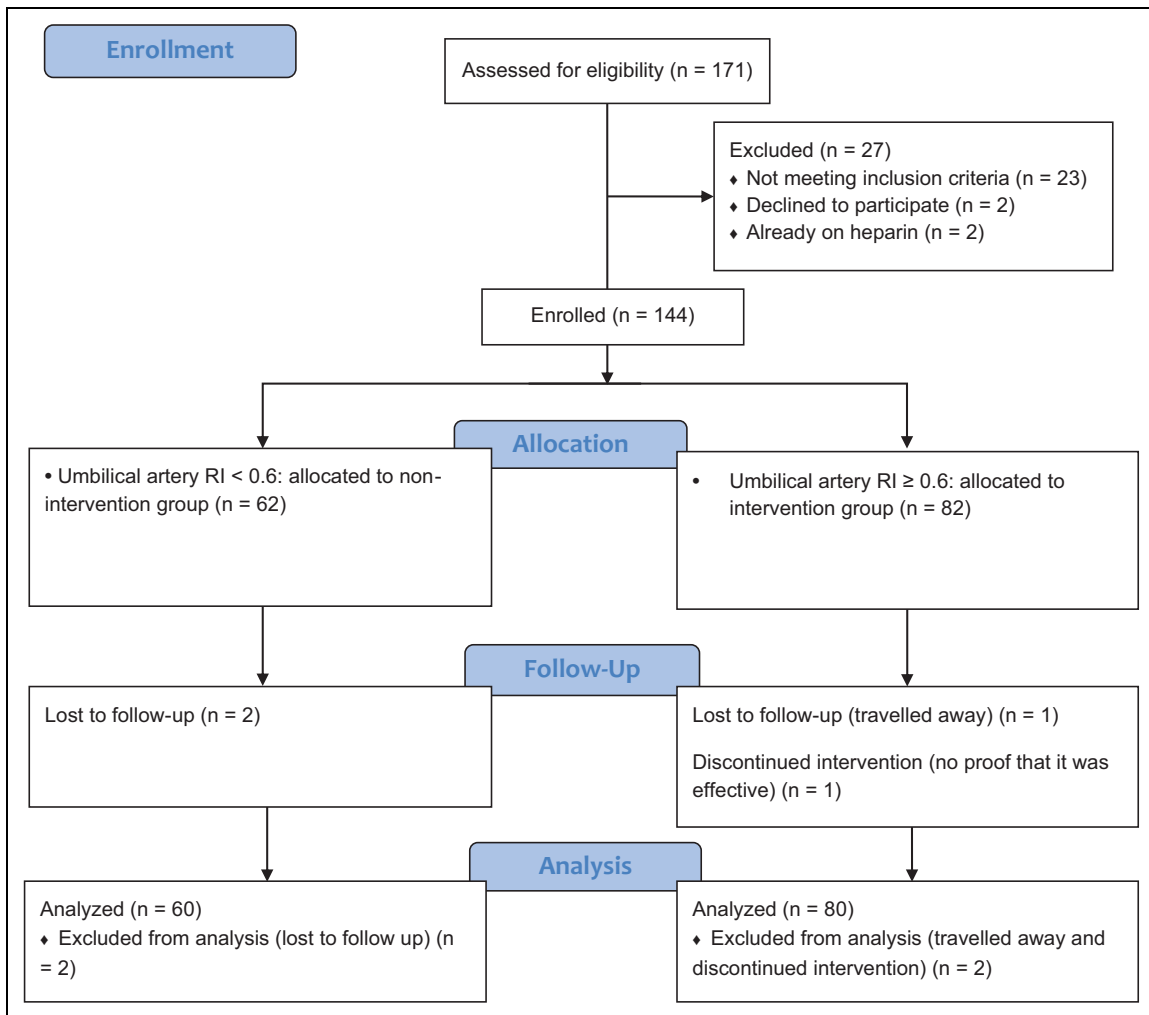 Enrollment
Assessed for eligibility (n = 171)
Excluded (n = 27)
♦ Not meeting inclusion criteria (n = 23)
♦ Declined to participate (n = 2)
♦ Already on heparin (n = 2)
Enrolled (n = 144)
Allocation
• Umbilical artery RI < 0.6: allocated to non-
intervention group (n = 62)
• Umbilical artery RI ≥ 0.6: allocated to
intervention group (n = 82)
Follow-Up
Lost to follow-up (n = 2)
Lost to follow-up (travelled away) (n = 1)
Discontinued intervention (no proof that it was
effective) (n = 1)
Analysis
Analyzed (n = 60)
♦ Excluded from analysis (lost to follow up) (n
= 2)
Analyzed (n = 80)
♦ Excluded from analysis (travelled away and
discontinued intervention) (n = 2)